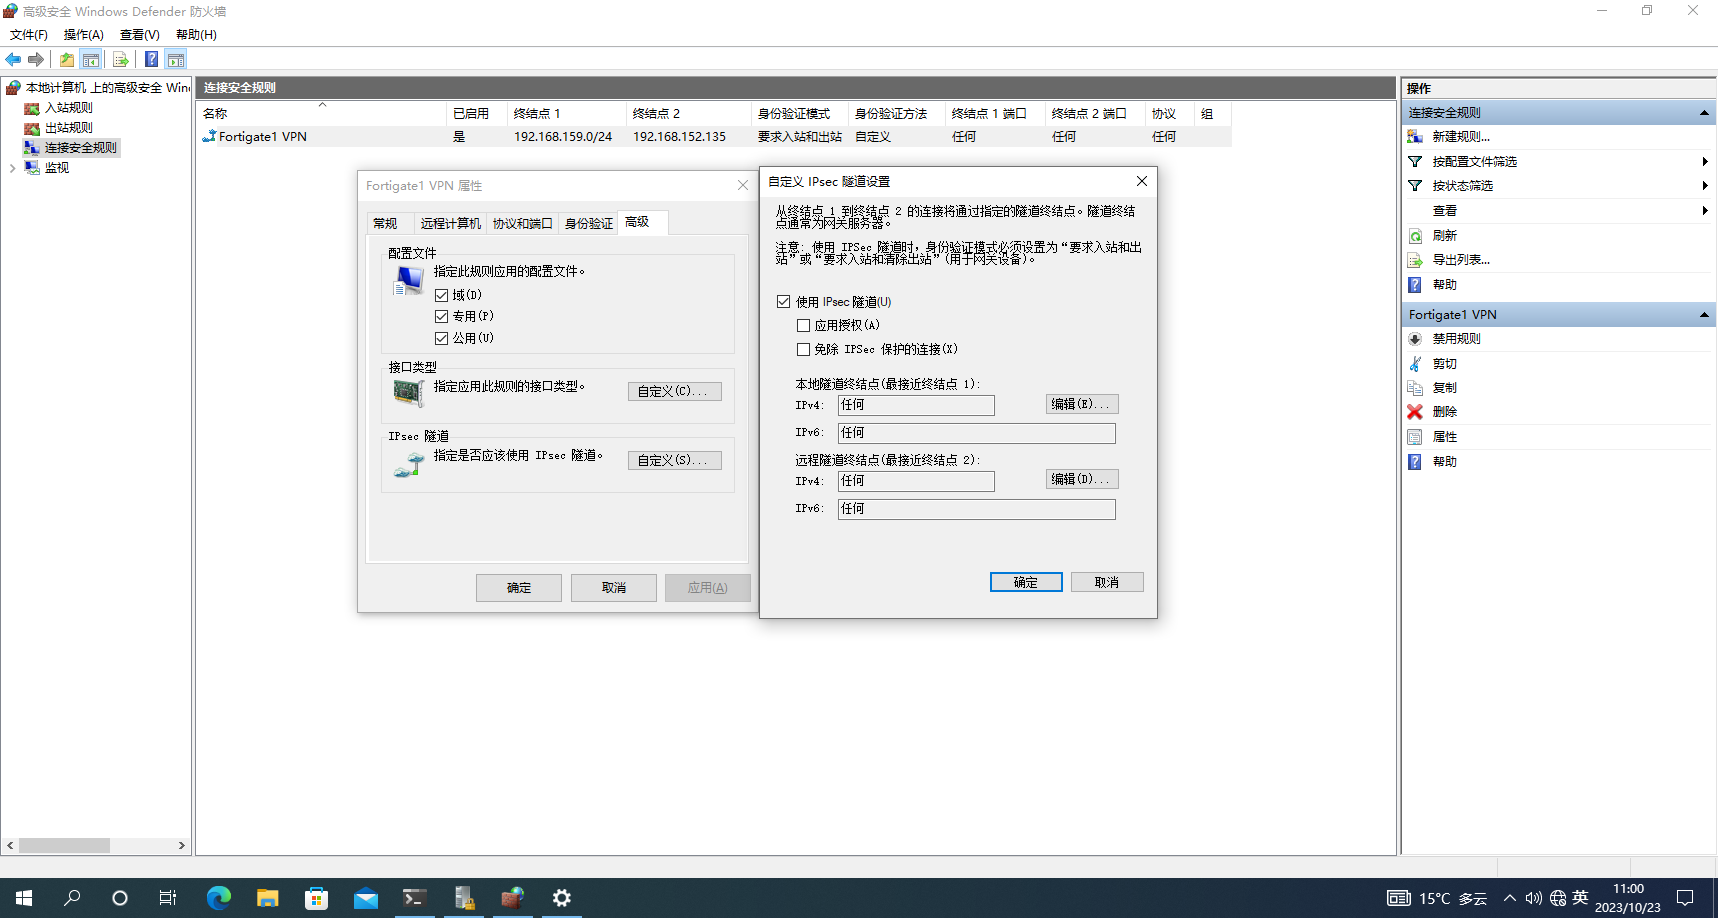 高级安全 Windows Defender 防火墙
文件(F) 操作(A) 查看(V) 帮助(H)
本地计算机 上的高级安全 Win
入站规则
出站规则
连接安全规则
监视
连接安全规则
名称 已启用 终结点 1 终结点 2 身份验证模式 身份验证方法 终结点 1 端口 终结点 2 端口 协议 组
Fortigate1 VPN 是 192.168.159.0/24 192.168.152.135 要求入站和出站 自定义 任何 任何 任何
Fortigate1 VPN 属性
常规 远程计算机 协议和端口 身份验证 高级
配置文件
指定此规则应用的配置文件。
域(D)
专用(P)
公用(U)
接口类型
指定应用此规则的接口类型。
自定义(C)...
IPsec 隧道
指定是否应该使用 IPsec 隧道。
自定义(S)...
确定 取消 应用(A)
自定义 IPsec 隧道设置
从终结点 1 到终结点 2 的连接将通过指定的隧道终结点。隧道终结
点通常为网关服务器。
注意: 使用 IPSec 隧道时，身份验证模式必须设置为“要求入站和出
站”或“要求入站和清除出站”(用于网关设备)。
使用 IPsec 隧道(U)
应用授权(A)
免除 IPSec 保护的连接(X)
本地隧道终结点(最接近终结点 1):
IPv4: 任何 编辑(E)...
IPv6: 任何
远程隧道终结点(最接近终结点 2):
IPv4: 任何 编辑(D)...
IPv6: 任何
确定 取消
操作
连接安全规则
新建规则...
按配置文件筛选
按状态筛选
查看
刷新
导出列表...
帮助
Fortigate1 VPN
禁用规则
剪切
复制
删除
属性
帮助
15°C 多云 英 11:00
2023/10/23